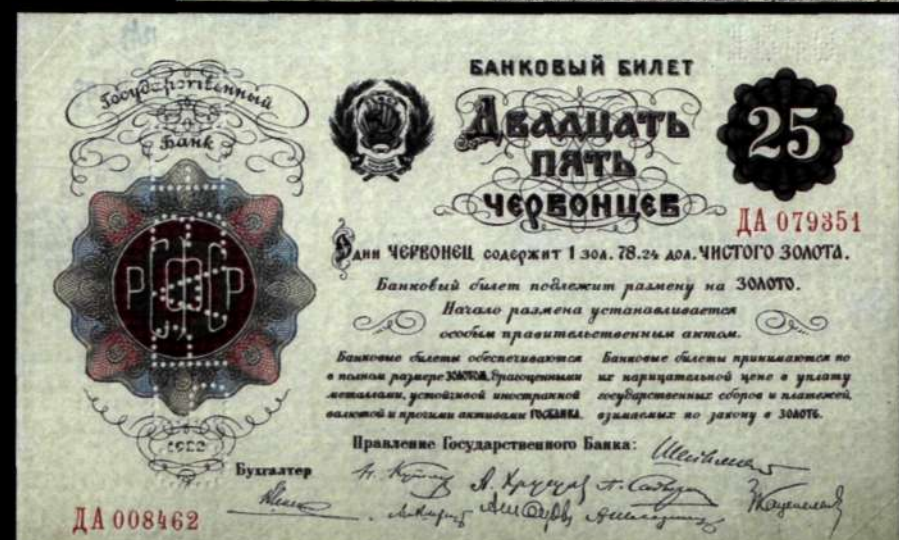 Государственный
Банк
РСФСР
1922
БАНКОВЫЙ БИЛЕТ
Двадцать
пять
червонцев
25
ДА 079351
Один ЧЕРВОНЕЦ содержит 1 зол. 78.24 дол. ЧИСТОГО ЗОЛОТА.
Банковый билет подлежит размену на ЗОЛОТО.
Начало размена устанавливается
особым правительственным актом.
Банковые билеты обеспечиваются
в полном размере ЗОЛОТОМ, драгоценными
металлами, устойчивой иностранной
валютой и прочими активами ГОСБАНКА.
Банковые билеты принимаются по
их нарицательной цене в уплату
государственных сборов и платежей,
взимаемых по закону в ЗОЛОТЕ.
Правление Государственного Банка:
Бухгалтер
ДА 008462